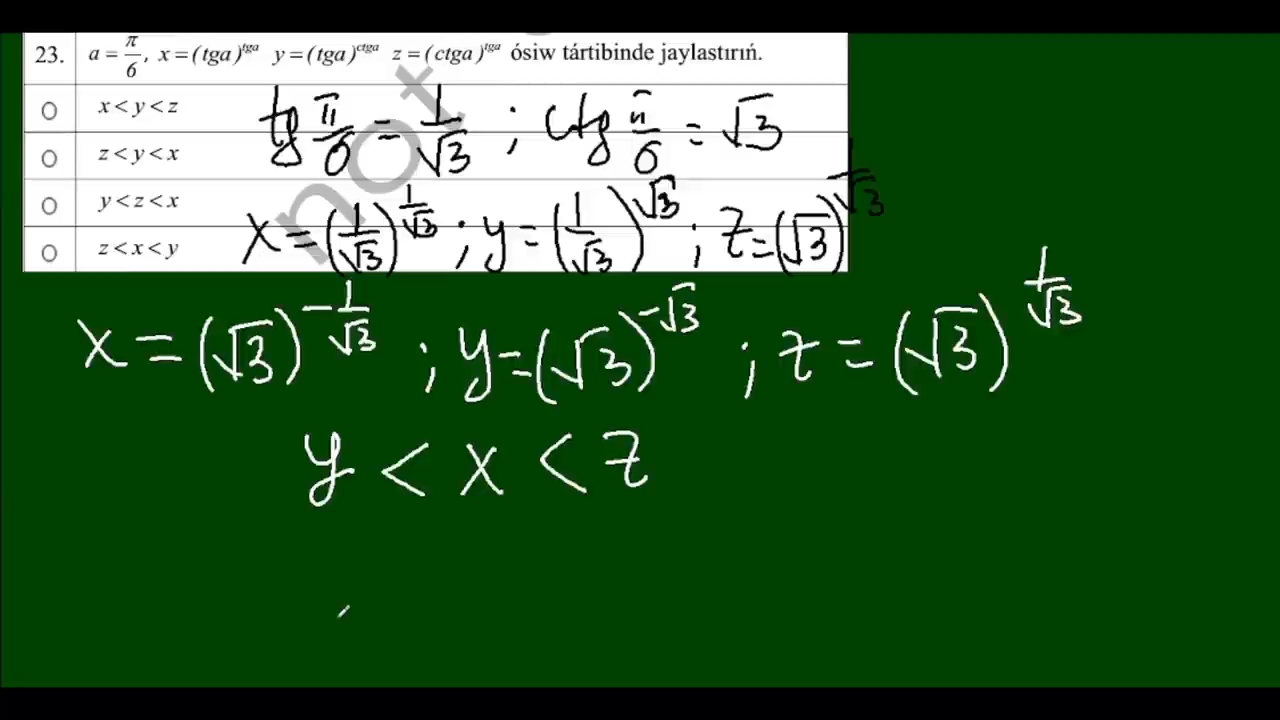 23. a = π/6, x = (tga)^tga y = (tga)^ctga z = (ctga)^tga ósiw tártibinde jaylastırıń.
x < y < z
z < y < x
y < z < x
z < x < y
not
tg π/6 = 1/√3 ; ctg π/6 = √3
x = (1/√3)^1/√3 ; y = (1/√3)^√3 ; z = (√3)^1/√3
x = (√3)^-1/√3 ; y = (√3)^-√3 ; z = (√3)^1/√3
y < x < z